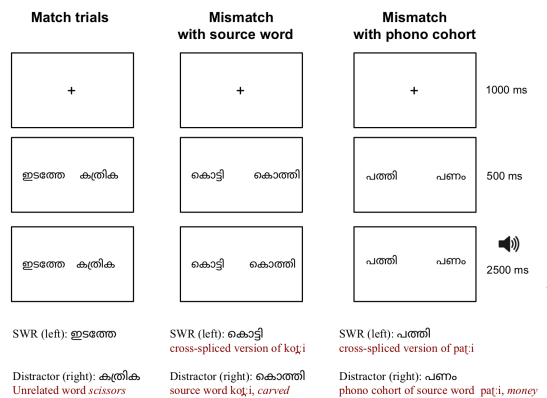 Match trials
Mismatch
with source word
Mismatch
with phono cohort
+ + +
1000 ms
ഇടത്തേ കത്രിക
കൊട്ടി കൊത്തി
പത്തി പണം
500 ms
ഇടത്തേ കത്രിക
കൊട്ടി കൊത്തി
പത്തി പണം
2500 ms
SWR (left): ഇടത്തേ
Distractor (right): കത്രിക
Unrelated word scissors
SWR (left): കൊട്ടി
cross-spliced version of kot̪:i
Distractor (right): കൊത്തി
source word kot̪:i, carved
SWR (left): പത്തി
cross-spliced version of paʈ:i
Distractor (right): പണം
phono cohort of source word paʈ:i, money